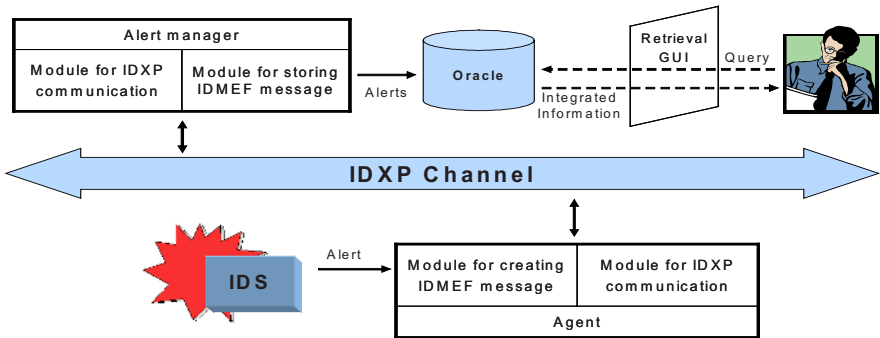 Alert manager
Module for IDXP
communication
Module for storing
IDMEF message
Alerts
Oracle
Retrieval
GUI
Query
Integrated
Information
IDXP Channel
IDS
Alert
Module for creating
IDMEF message
Module for IDXP
communication
Agent